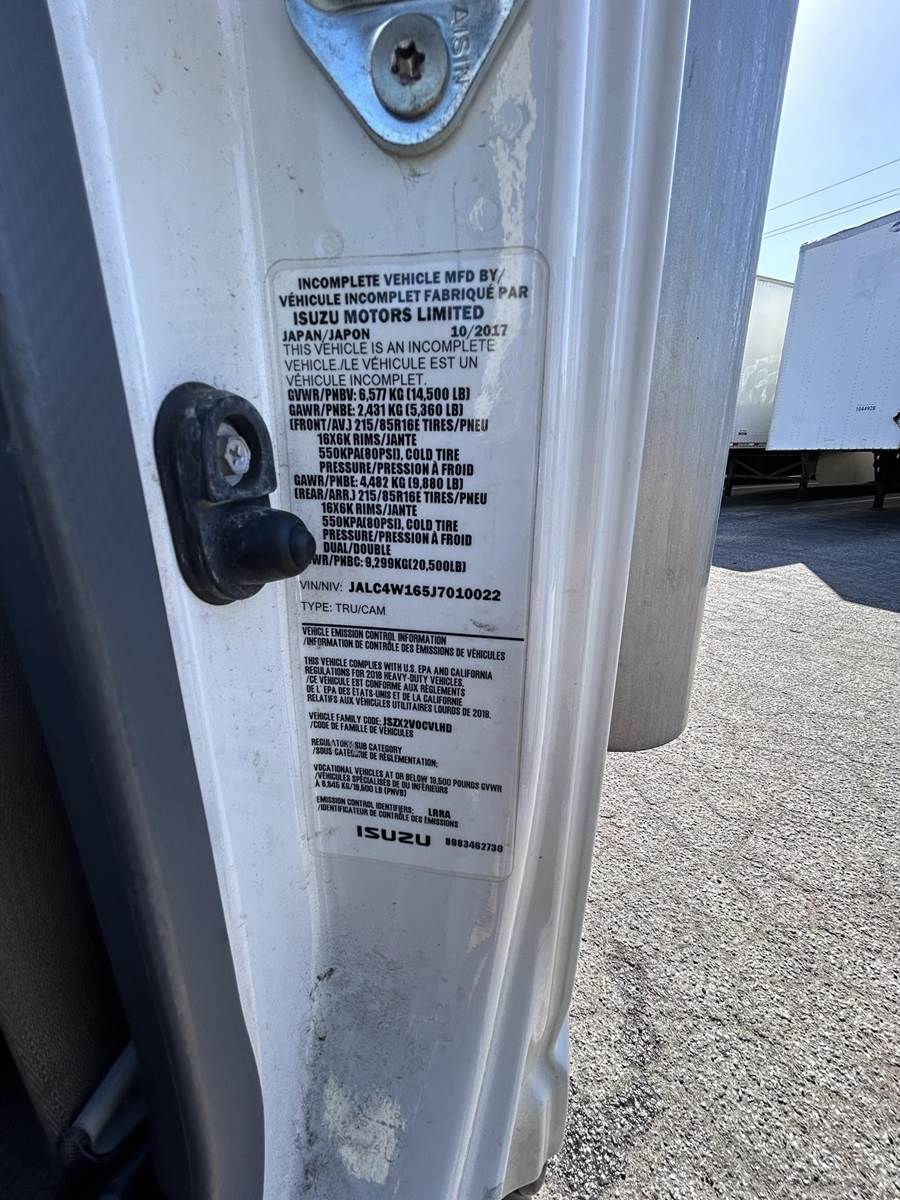 AISIN
INCOMPLETE VEHICLE MFD BY/
VÉHICULE INCOMPLET FABRIQUÉ PAR
ISUZU MOTORS LIMITED
JAPAN/JAPON 10/2017
THIS VEHICLE IS AN INCOMPLETE
VEHICLE./LE VÉHICULE EST UN
VÉHICULE INCOMPLET.
GVWR/PNBV: 6,577 KG (14,500 LB)
GAWR/PNBE: 2,431 KG (5,360 LB)
(FRONT/AV.) 215/85R16E TIRES/PNEU
16X6K RIMS/JANTE
550KPA(80PSI), COLD TIRE
PRESSURE/PRESSION À FROID
GAWR/PNBE: 4,482 KG (9,880 LB)
(REAR/ARR.) 215/85R16E TIRES/PNEU
16X6K RIMS/JANTE
550KPA(80PSI), COLD TIRE
PRESSURE/PRESSION À FROID
DUAL/DOUBLE
WR/PNBC: 9,299KG(20,500LB)
VIN/NIV: JALC4W165J7010022
TYPE: TRU/CAM
VEHICLE EMISSION CONTROL INFORMATION
/INFORMATION DE CONTRÔLE DES ÉMISSIONS DE VÉHICULES
THIS VEHICLE COMPLIES WITH U.S. EPA AND CALIFORNIA
REGULATIONS FOR 2018 HEAVY-DUTY VEHICLES.
/CE VÉHICULE EST CONFORME AUX RÈGLEMENTS
DE L' EPA DES ÉTATS-UNIS ET DE LA CALIFORNIE
RELATIFS AUX VÉHICULES UTILITAIRES LOURDS DE 2018.
VEHICLE FAMILY CODE: JSZX2VOCVLHD
/CODE DE FAMILLE DE VÉHICULES
REGULATORY SUB CATEGORY
/SOUS CATÉGORIE DE RÉGLEMENTATION:
VOCATIONAL VEHICLES AT OR BELOW 19,500 POUNDS GVWR
/VÉHICULES SPÉCIALISÉS DE OU INFÉRIEURS
À 8,845 KG/19,500 LB (PNVB)
EMISSION CONTROL IDENTIFIERS: LRRA
/IDENTIFICATEUR DE CONTRÔLE DES ÉMISSIONS
ISUZU 8983462730
1044928